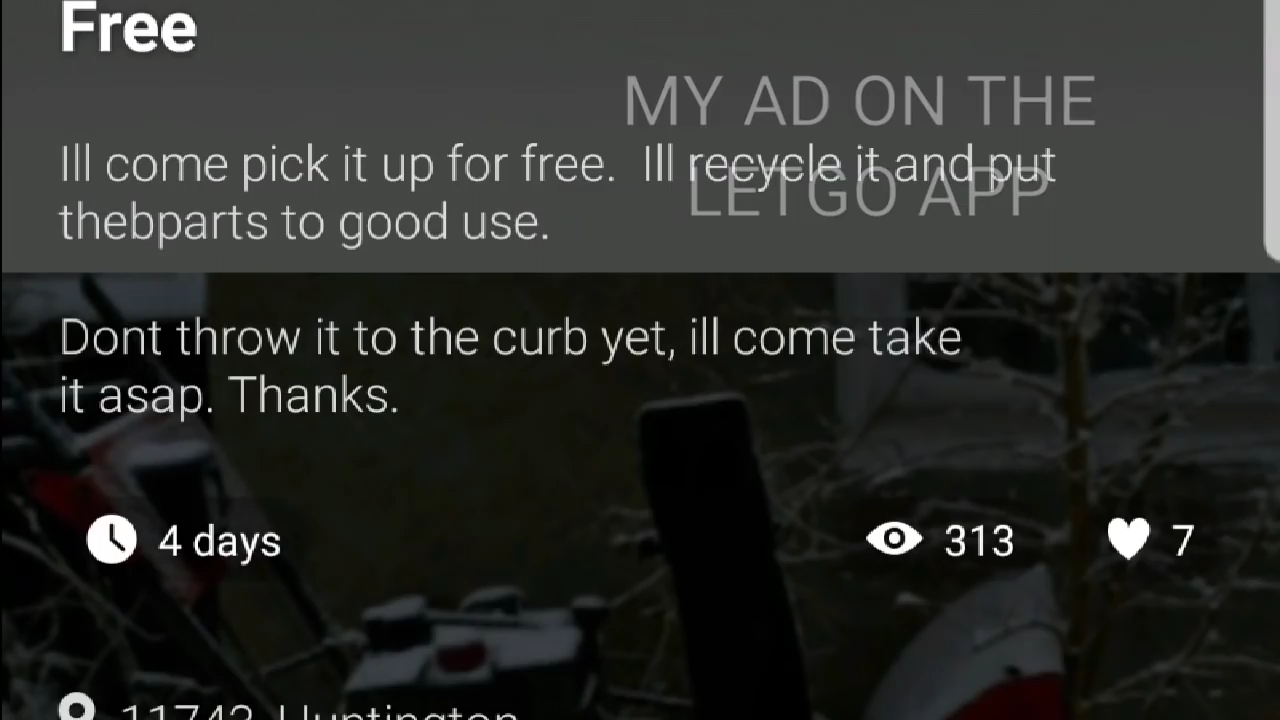 Free
MY AD ON THE
LETGO APP
Ill come pick it up for free. Ill recycle it and put
thebparts to good use.
Dont throw it to the curb yet, ill come take
it asap. Thanks.
4 days
313
7
11743, Huntington